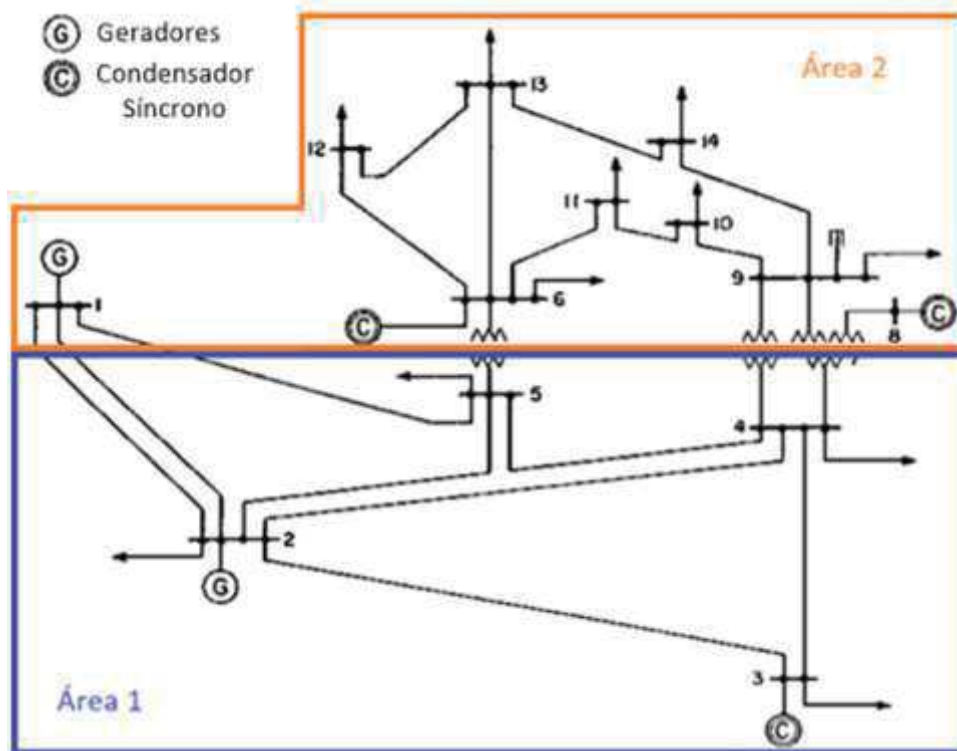 G Geradores
C Condensador
Síncrono
Área 2
13
12
14
11
10
G
1
6
9
C
8
C
5
4
2
G
3
Área 1
C